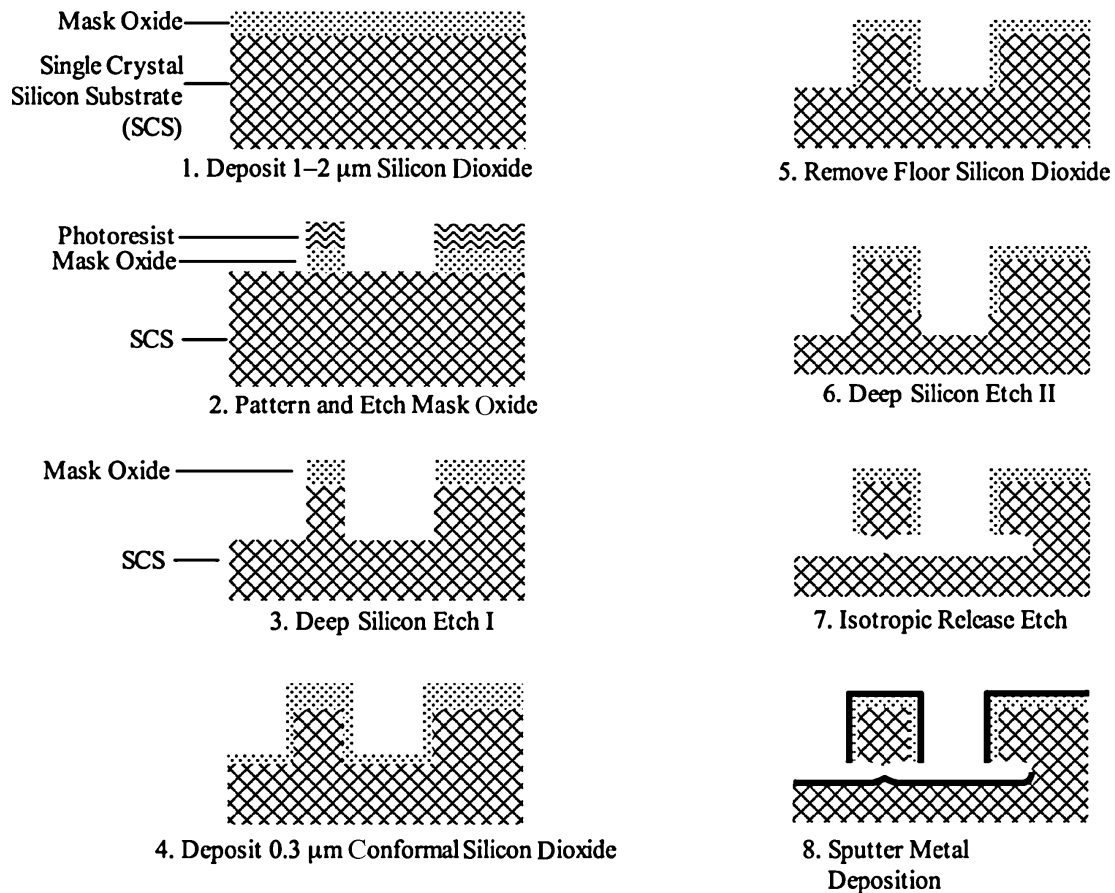 Mask Oxide
Single Crystal
Silicon Substrate
(SCS)
1. Deposit 1–2 μm Silicon Dioxide
Photoresist
Mask Oxide
SCS
2. Pattern and Etch Mask Oxide
Mask Oxide
SCS
3. Deep Silicon Etch I
4. Deposit 0.3 μm Conformal Silicon Dioxide
5. Remove Floor Silicon Dioxide
6. Deep Silicon Etch II
7. Isotropic Release Etch
8. Sputter Metal
Deposition